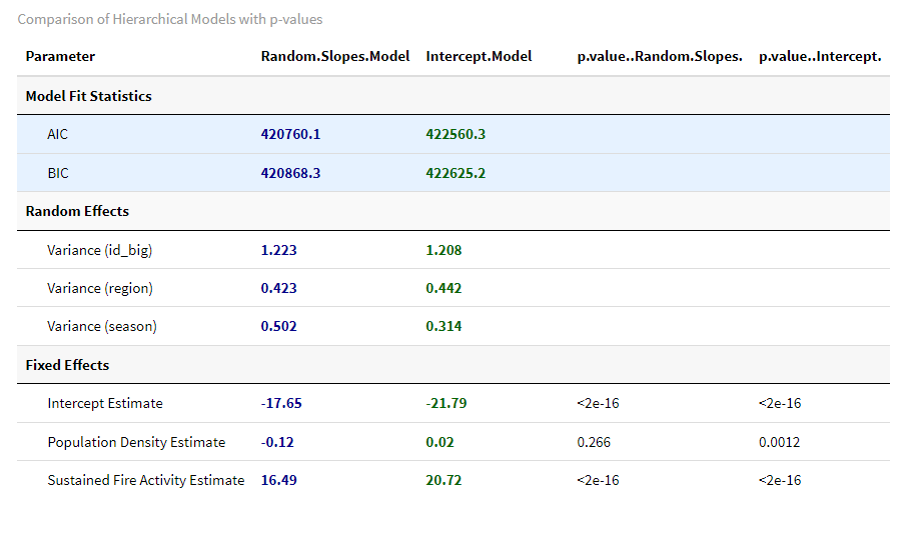 Comparison of Hierarchical Models with p-values
Parameter Random.Slopes.Model Intercept.Model p.value..Random.Slopes. p.value..Intercept.
Model Fit Statistics
AIC 420760.1 422560.3
BIC 420868.3 422625.2
Random Effects
Variance (id_big) 1.223 1.208
Variance (region) 0.423 0.442
Variance (season) 0.502 0.314
Fixed Effects
Intercept Estimate -17.65 -21.79 <2e-16 <2e-16
Population Density Estimate -0.12 0.02 0.266 0.0012
Sustained Fire Activity Estimate 16.49 20.72 <2e-16 <2e-16